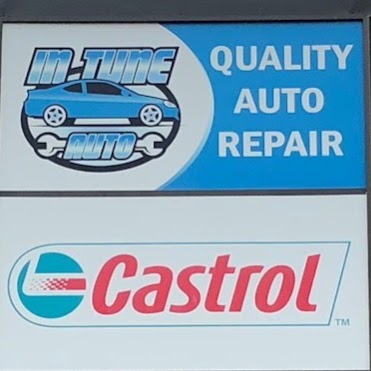 IN-TUNE
AUTO
QUALITY
AUTO
REPAIR
Castrol
TM